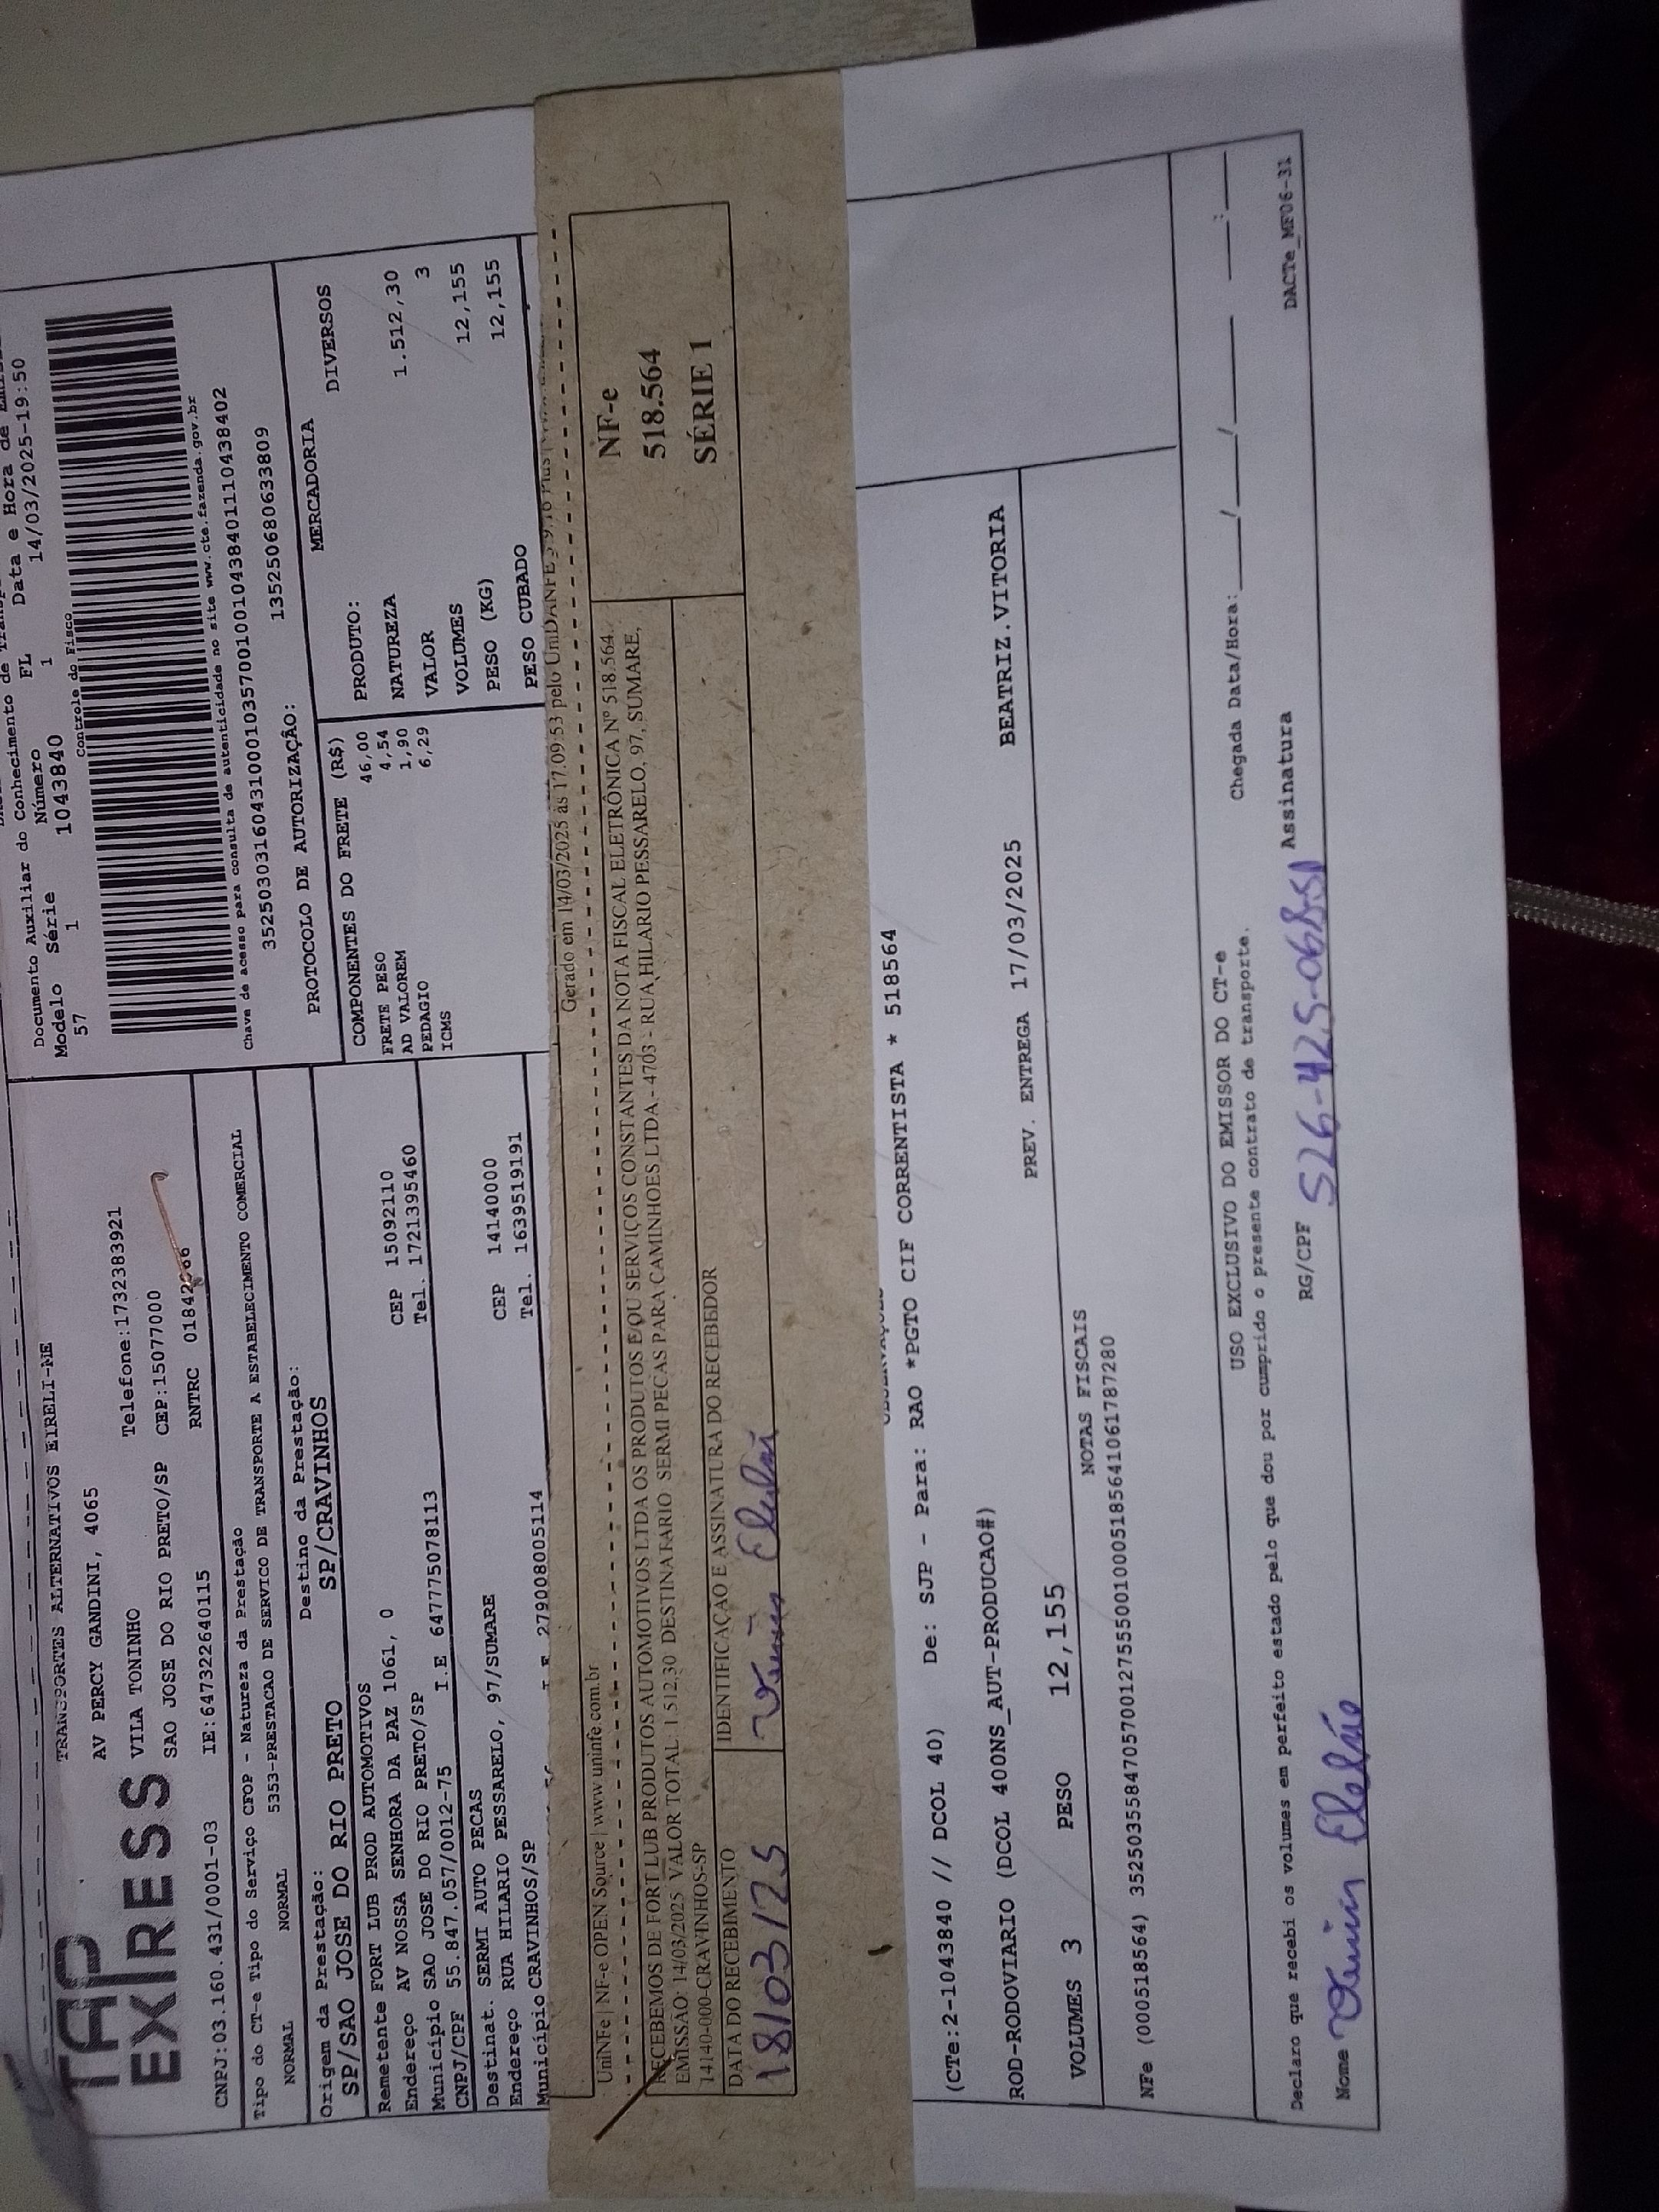 Documento Auxiliar do Conhecimento de
Modelo Série Número FL Data e Hora de
57 1 1043840 1 14/03/2025-19:50
Controle do Fisco
TAP
EXPRESS
TRANSPORTES ALTERNATIVOS EIRELI-ME
AV PERCY GANDINI, 4065
VILA TONINHO Telefone:1732383921
SAO JOSE DO RIO PRETO/SP CEP:15077000
CNPJ:03.160.431/0001-03 IE:647322640115 RNTRC
Chave de acesso para consulta de autenticidade no site www.cte.fazenda.gov.br
35250303160431000103570010010438401110438402
PROTOCOLO DE AUTORIZAÇÃO: 135250680633809
Tipo do CT-e Tipo do Serviço CFOP - Natureza da Prestação
NORMAL NORMAL 5353-PRESTACAO DE SERVICO DE TRANSPORTE A ESTABELECIMENTO COMERCIAL
Origem da Prestação: Destino da Prestação:
SP/SAO JOSE DO RIO PRETO SP/CRAVINHOS
Remetente FORT LUB PROD AUTOMOTIVOS
Endereço AV NOSSA SENHORA DA PAZ 1061, 0 CEP 15092110
Município SAO JOSE DO RIO PRETO/SP Tel. 1721395460
CNPJ/CPF 55.847.057/0012-75 I.E 647775078113
Destinat. SERMI AUTO PECAS
Endereço RUA HILARIO PESSARELO, 97/SUMARE CEP 14140000
Município CRAVINHOS/SP Tel. 1639519191
279008005114
COMPONENTES DO FRETE (R$)
FRETE PESO 46,00
AD VALOREM 4,54
PEDAGIO 1,90
ICMS 6,29
MERCADORIA
PRODUTO: DIVERSOS
NATUREZA
VALOR 1.512,30
VOLUMES 3
PESO (KG) 12,155
PESO CUBADO 12,155
UniNFe | NF-e OPEN Source | www.uninfe.com.br Gerado em 14/03/2025 às 17:09:53 pelo UniDANFE
RECEBEMOS DE FORT LUB PRODUTOS AUTOMOTIVOS LTDA OS PRODUTOS E/OU SERVIÇOS CONSTANTES DA NOTA FISCAL ELETRÔNICA Nº 518.564.
EMISSÃO: 14/03/2025 VALOR TOTAL: 1.512,30 DESTINATARIO: SERMI PECAS PARA CAMINHOES LTDA - 4703 - RUA HILARIO PESSARELO, 97, SUMARE,
14140-000-CRAVINHOS-SP
DATA DO RECEBIMENTO IDENTIFICAÇÃO E ASSINATURA DO RECEBEDOR
18/03/25
NF-e
518.564
SÉRIE 1
(CTe:2-1043840 // DCOL 40) De: SJP - Para: RAO *PGTO CIF CORRENTISTA * 518564
ROD-RODOVIARIO (DCOL 400NS_AUT-PRODUCAO#) PREV. ENTREGA 17/03/2025 BEATRIZ.VITORIA
VOLUMES 3 PESO 12,155
NOTAS FISCAIS
NFe (000518564) 35250355847057001275550010005185641061787280
USO EXCLUSIVO DO EMISSOR DO CT-e
Declaro que recebi os volumes em perfeito estado pelo que dou por cumprido o presente contrato de transporte. Chegada Data/Hora: ____/____/____ ____:____
Nome RG/CPF 526-425-068-51 Assinatura
DACTe_MF06-31